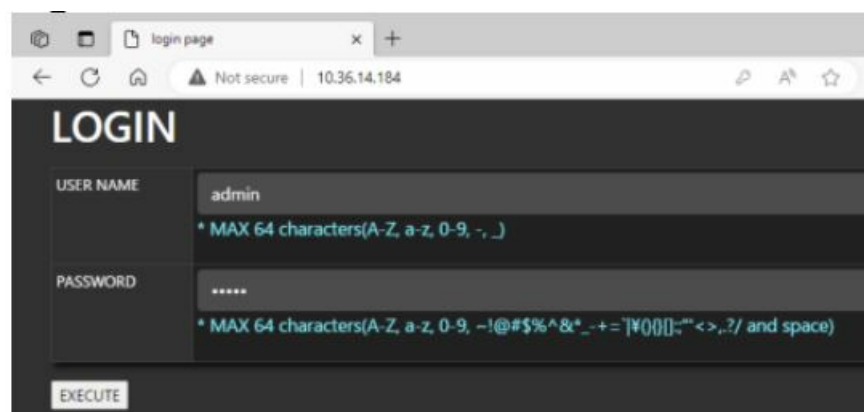 login page
Not secure | 10.36.14.184
LOGIN
USER NAME
admin
* MAX 64 characters(A-Z, a-z, 0-9, -, _)
PASSWORD
•••••
* MAX 64 characters(A-Z, a-z, 0-9, ~!@#$%^&*_-+=`|¥(){}[]:;"'<>,.?/ and space)
EXECUTE